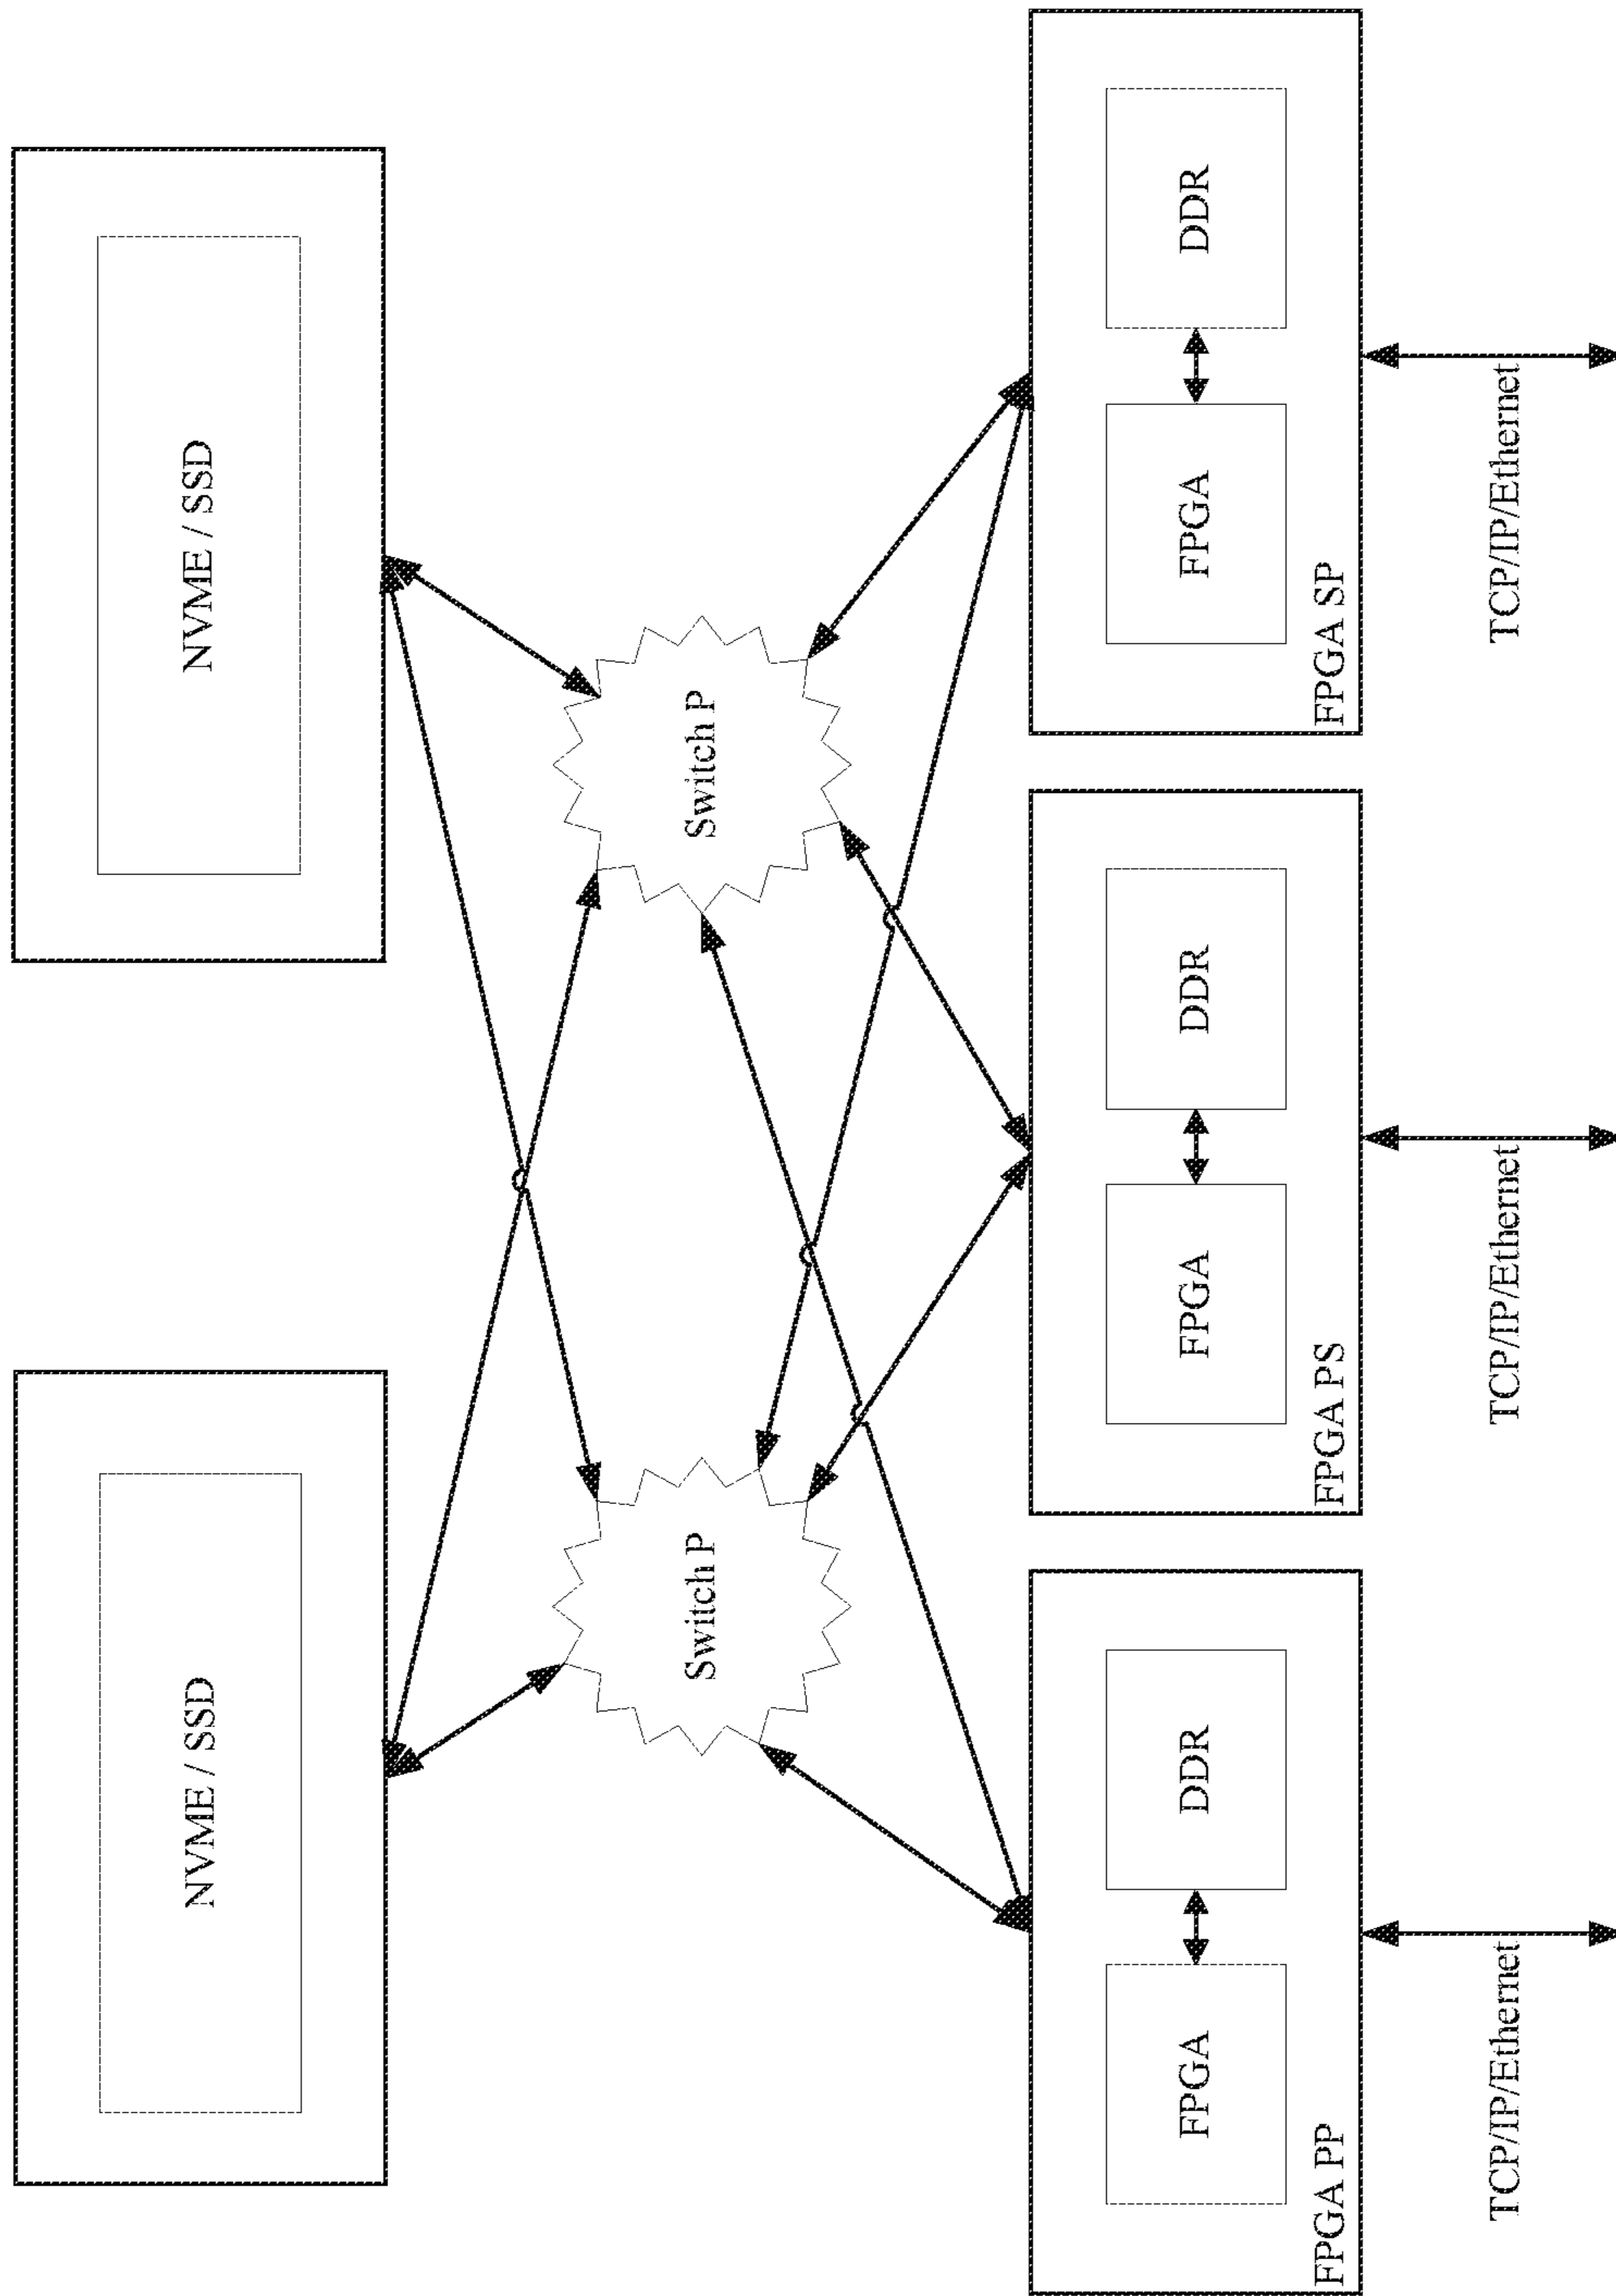 NVME / SSD
NVME / SSD
Switch P
Switch P
FPGA
DDR
FPGA
DDR
FPGA
DDR
FPGA PP
FPGA PS
FPGA SP
TCP/IP/Ethernet
TCP/IP/Ethernet
TCP/IP/Ethernet